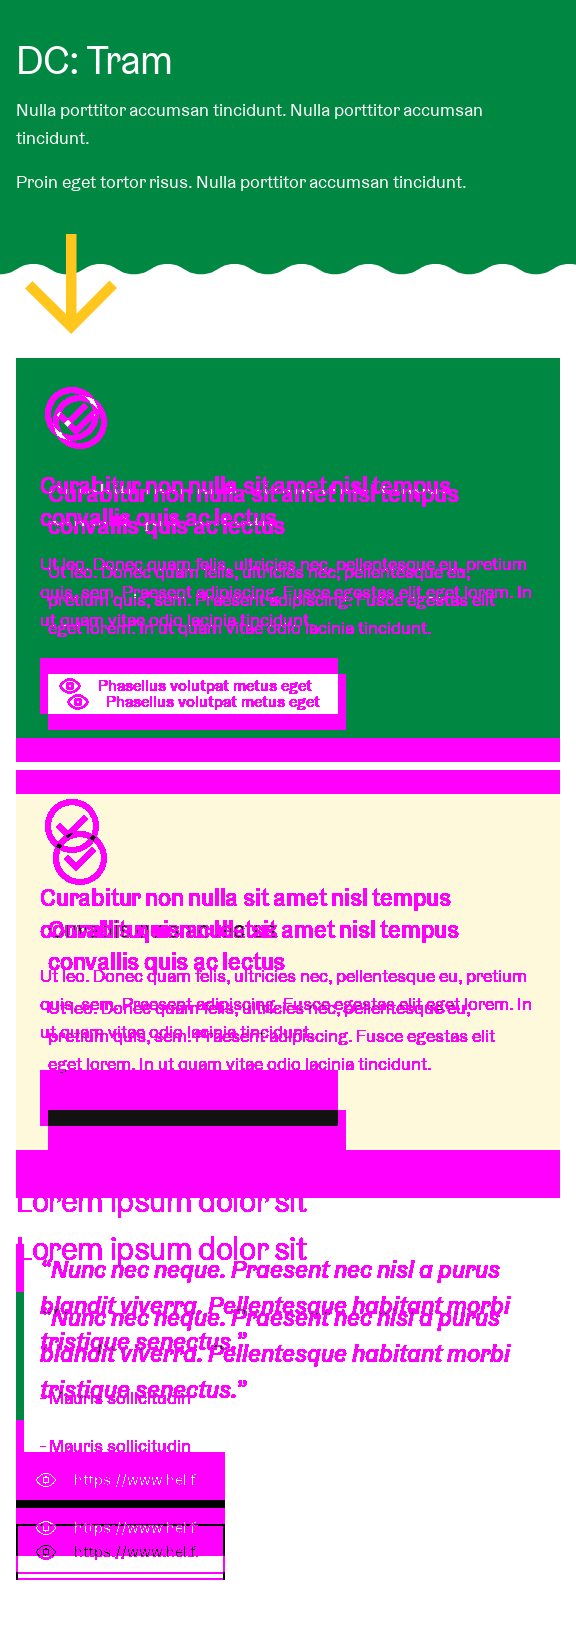 DC: Tram
Nulla porttitor accumsan tincidunt. Nulla porttitor accumsan
tincidunt.
Proin eget tortor risus. Nulla porttitor accumsan tincidunt.
Curabitur non nulla sit amet nisl tempus
Curabitur non nulla sit amet nisl tempus
convallis quis ac lectus
convallis quis ac lectus
Ut leo. Donec quam felis, ultricies nec, pellentesque eu, pretium
Ut leo. Donec quam felis, ultricies nec, pellentesque eu,
quis, sem. Praesent adipiscing. Fusce egestas elit eget lorem. In
pretium quis, sem. Praesent adipiscing. Fusce egestas elit
ut quam vitae odio lacinia tincidunt.
eget lorem. In ut quam vitae odio lacinia tincidunt.
Phasellus volutpat metus eget
Phasellus volutpat metus eget
Curabitur non nulla sit amet nisl tempus
convallis quis ac lectus
Curabitur non nulla sit amet nisl tempus
convallis quis ac lectus
Ut leo. Donec quam felis, ultricies nec, pellentesque eu, pretium
quis, sem. Praesent adipiscing. Fusce egestas elit eget lorem. In
Ut leo. Donec quam felis, ultricies nec, pellentesque eu,
ut quam vitae odio lacinia tincidunt.
pretium quis, sem. Praesent adipiscing. Fusce egestas elit
eget lorem. In ut quam vitae odio lacinia tincidunt.
Lorem ipsum dolor sit
Lorem ipsum dolor sit
“Nunc nec neque. Praesent nec nisl a purus
blandit viverra. Pellentesque habitant morbi
“Nunc nec neque. Praesent nec nisl a purus
tristique senectus.”
blandit viverra. Pellentesque habitant morbi
tristique senectus.”
- Mauris sollicitudin
- Mauris sollicitudin
https://www.hel.f
https://www.hel.f
https://www.hel.f